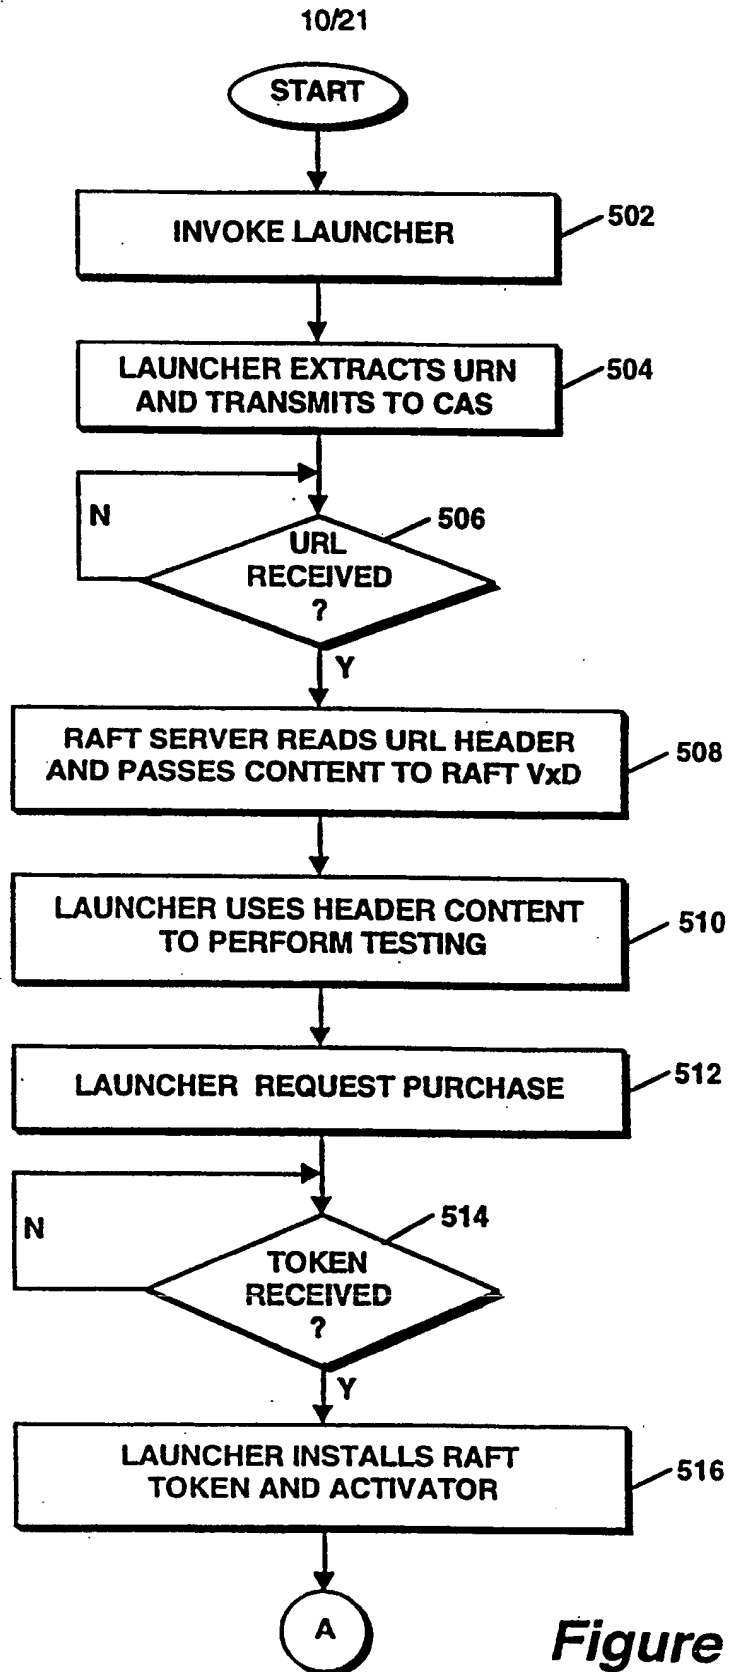 10/21
START
INVOKE LAUNCHER
502
LAUNCHER EXTRACTS URN
AND TRANSMITS TO CAS
504
N
506
URL
RECEIVED
?
Y
RAFT SERVER READS URL HEADER
AND PASSES CONTENT TO RAFT VxD
508
LAUNCHER USES HEADER CONTENT
TO PERFORM TESTING
510
LAUNCHER REQUEST PURCHASE
512
N
514
TOKEN
RECEIVED
?
Y
LAUNCHER INSTALLS RAFT
TOKEN AND ACTIVATOR
516
A
Figure